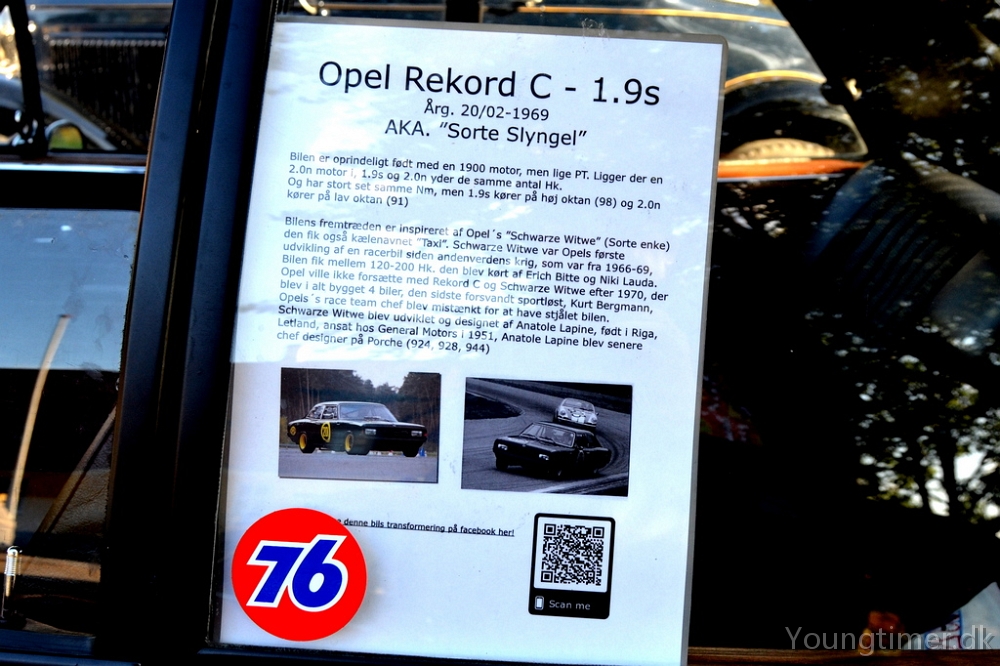 Opel Rekord C - 1.9s
Årg. 20/02-1969
AKA. "Sorte Slyngel"
Bilen er oprindeligt født med en 1900 motor, men lige PT. Ligger der en
2.0n motor i, 1.9s og 2.0n yder de samme antal Hk.
Og har stort set samme Nm, men 1.9s kører på høj oktan (98) og 2.0n
kører på lav oktan (91)
Bilens fremtræden er inspireret af Opel´s "Schwarze Witwe" (Sorte enke)
den fik også kælenavnet "Taxi". Schwarze Witwe var Opels første
udvikling af en racerbil siden andenverdens krig, som var fra 1966-69,
Bilen fik mellem 120-200 Hk. den blev kørt af Erich Bitte og Niki Lauda.
Opel ville ikke forsætte med Rekord C og Schwarze Witwe efter 1970, der
blev i alt bygget 4 biler, den sidste forsvandt sportløst, Kurt Bergmann,
Opels´s race team chef blev mistænkt for at have stjålet bilen.
Schwarze Witwe blev udviklet og designet af Anatole Lapine, født i Riga,
Letland, ansat hos General Motors i 1951, Anatole Lapine blev senere
chef designer på Porche (924, 928, 944)
denne bils transformering på facebook her!
76
Scan me
Youngtimer.dk